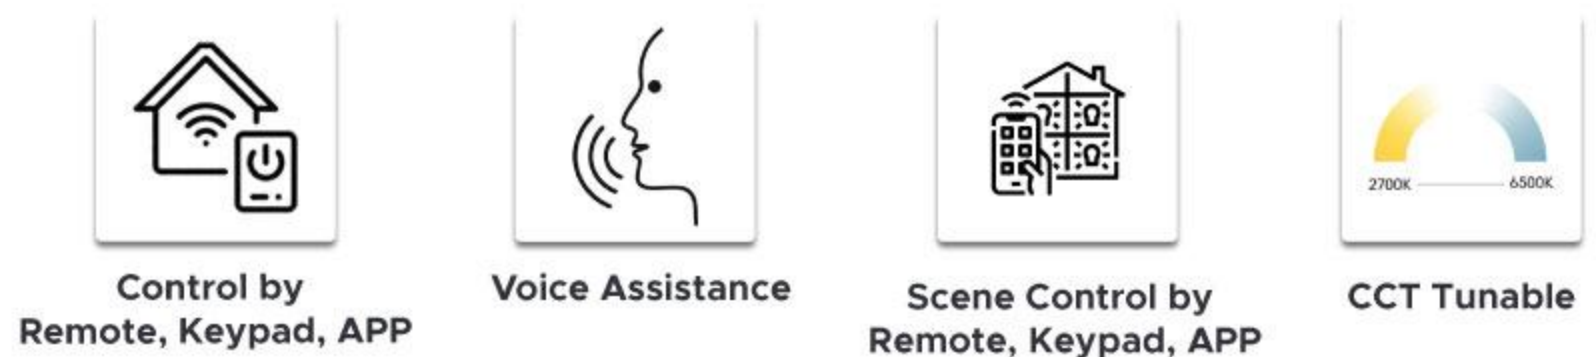 Control by
Remote, Keypad, APP
Voice Assistance
Scene Control by
Remote, Keypad, APP
2700K
6500K
CCT Tunable